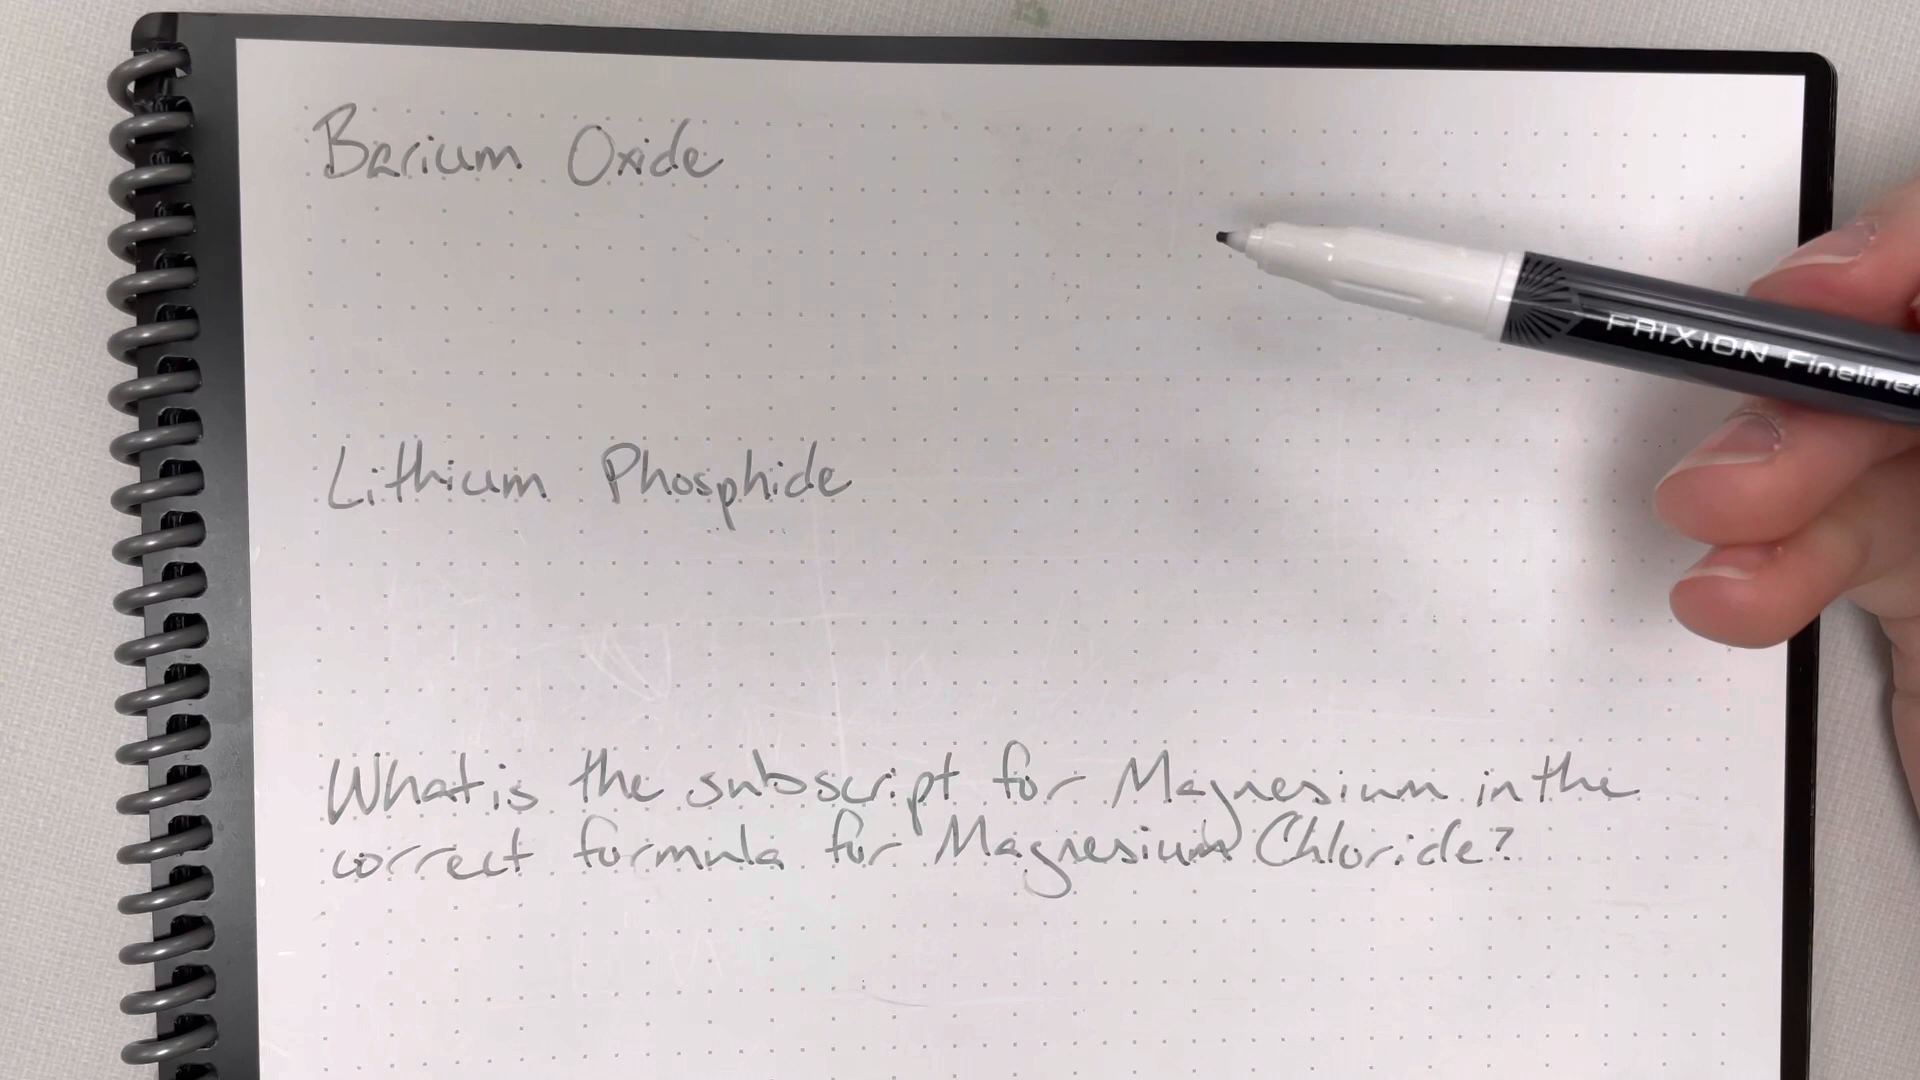 Barium Oxide
FRIXION Fineliner
Lithium Phosphide
What is the subscript for Magnesium in the
correct formula for Magnesium Chloride?